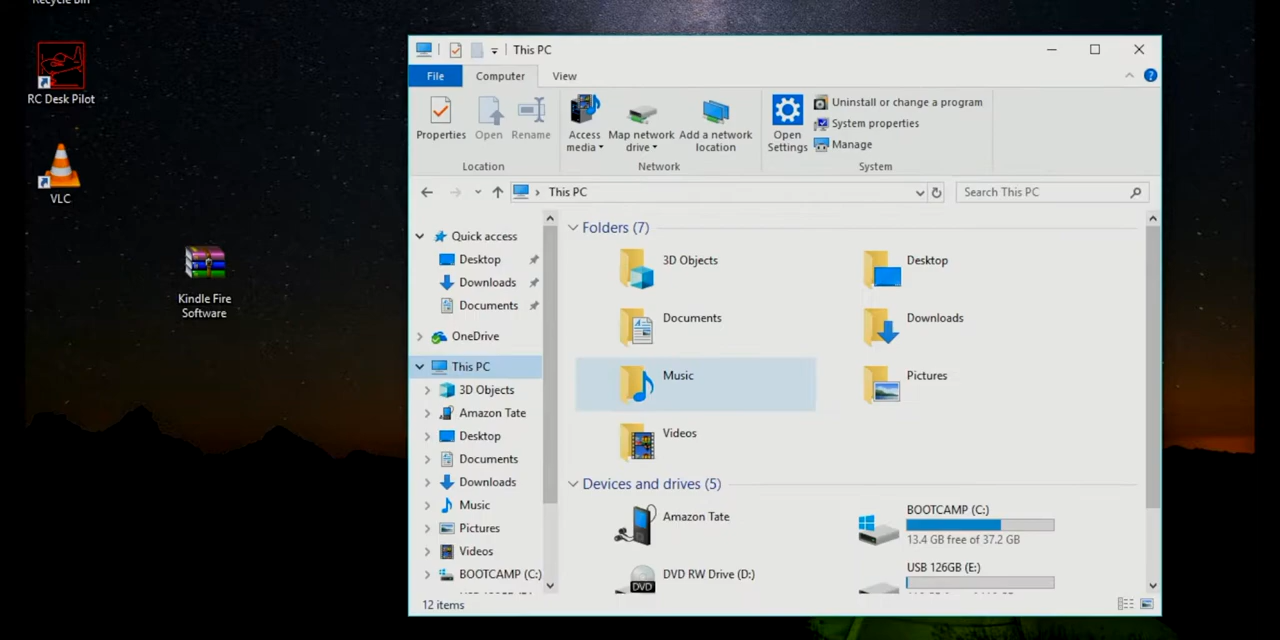 Recycle Bin
RC Desk Pilot
VLC
Kindle Fire
Software
This PC
File
Computer
View
Properties
Open
Rename
Access
media
Map network
drive
Add a network
location
Open
Settings
Uninstall or change a program
System properties
Manage
Location
Network
System
This PC
Search This PC
Quick access
Desktop
Downloads
Documents
OneDrive
This PC
3D Objects
Amazon Tate
Desktop
Documents
Downloads
Music
Pictures
Videos
BOOTCAMP (C:)
Folders (7)
3D Objects
Desktop
Documents
Downloads
Music
Pictures
Videos
Devices and drives (5)
Amazon Tate
BOOTCAMP (C:)
13.4 GB free of 37.2 GB
DVD RW Drive (D:)
DVD
USB 126GB (E:)
12 items